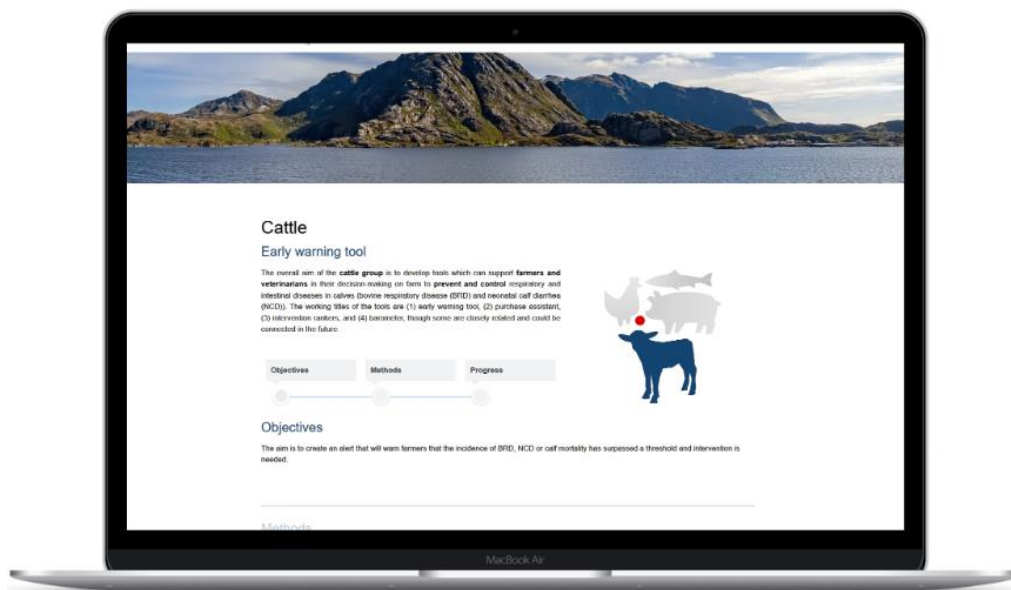 Cattle
Early warning tool
The overall aim of the cattle group is to develop tools which can support farmers and
veterinarians in their decision-making on farm to prevent and control respiratory and
intestinal diseases in calves (bovine respiratory disease (BRD) and neonatal calf diarrhea
(NCD)). The working titles of the tools are (1) early warning tool, (2) purchase assistant,
(3) intervention rankers, and (4) barometer, though some are closely related and could be
connected in the future.
Objectives Methods Progress
Objectives
The aim is to create an alert that will warn farmers that the incidence of BRD, NCD or calf mortality has surpassed a threshold and intervention is
needed.
Methods
MacBook Air